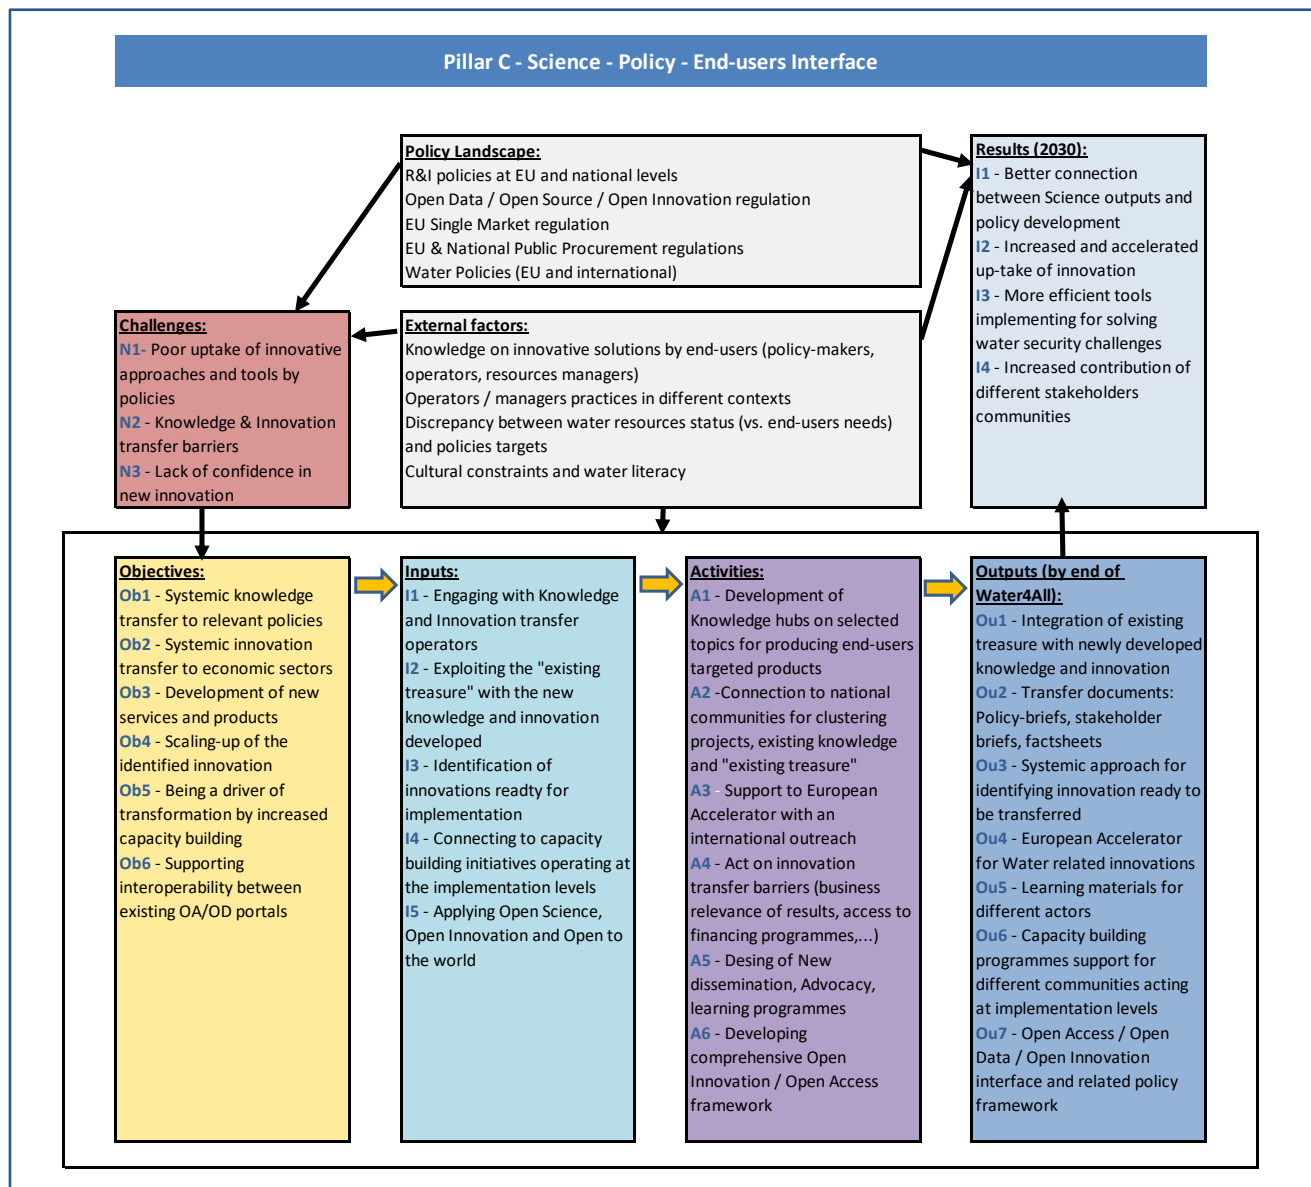 Pillar C - Science - Policy - End-users Interface
Policy Landscape:
R&I policies at EU and national levels
Open Data / Open Source / Open Innovation regulation
EU Single Market regulation
EU & National Public Procurement regulations
Water Policies (EU and international)
Results (2030):
I1 - Better connection
between Science outputs and
policy development
I2 - Increased and accelerated
up-take of innovation
I3 - More efficient tools
implementing for solving
water security challenges
I4 - Increased contribution of
different stakeholders
communities
Challenges:
N1- Poor uptake of innovative
approaches and tools by
policies
N2 - Knowledge & Innovation
transfer barriers
N3 - Lack of confidence in
new innovation
External factors:
Knowledge on innovative solutions by end-users (policy-makers,
operators, resources managers)
Operators / managers practices in different contexts
Discrepancy between water resources status (vs. end-users needs)
and policies targets
Cultural constraints and water literacy
Objectives:
Ob1 - Systemic knowledge
transfer to relevant policies
Ob2 - Systemic innovation
transfer to economic sectors
Ob3 - Development of new
services and products
Ob4 - Scaling-up of the
identified innovation
Ob5 - Being a driver of
transformation by increased
capacity building
Ob6 - Supporting
interoperability between
existing OA/OD portals
Inputs:
I1 - Engaging with Knowledge
and Innovation transfer
operators
I2 - Exploiting the "existing
treasure" with the new
knowledge and innovation
developed
I3 - Identification of
innovations readty for
implementation
I4 - Connecting to capacity
building initiatives operating at
the implementation levels
I5 - Applying Open Science,
Open Innovation and Open to
the world
Activities:
A1 - Development of
Knowledge hubs on selected
topics for producing end-users
targeted products
A2 -Connection to national
communities for clustering
projects, existing knowledge
and "existing treasure"
A3 - Support to European
Accelerator with an
international outreach
A4 - Act on innovation
transfer barriers (business
relevance of results, access to
financing programmes,...)
A5 - Desing of New
dissemination, Advocacy,
learning programmes
A6 - Developing
comprehensive Open
Innovation / Open Access
framework
Outputs (by end of
Water4All):
Ou1 - Integration of existing
treasure with newly developed
knowledge and innovation
Ou2 - Transfer documents:
Policy-briefs, stakeholder
briefs, factsheets
Ou3 - Systemic approach for
identifying innovation ready to
be transferred
Ou4 - European Accelerator
for Water related innovations
Ou5 - Learning materials for
different actors
Ou6 - Capacity building
programmes support for
different communities acting
at implementation levels
Ou7 - Open Access / Open
Data / Open Innovation
interface and related policy
framework